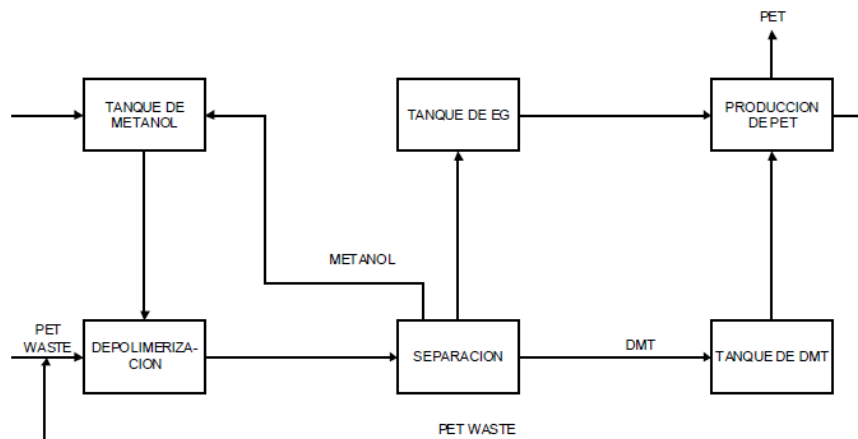 PET
TANQUE DE
METANOL
TANQUE DE EG
PRODUCCION
DE PET
METANOL
PET
WASTE
DEPOLIMERIZA-
CION
SEPARACION
DMT
TANQUE DE DMT
PET WASTE